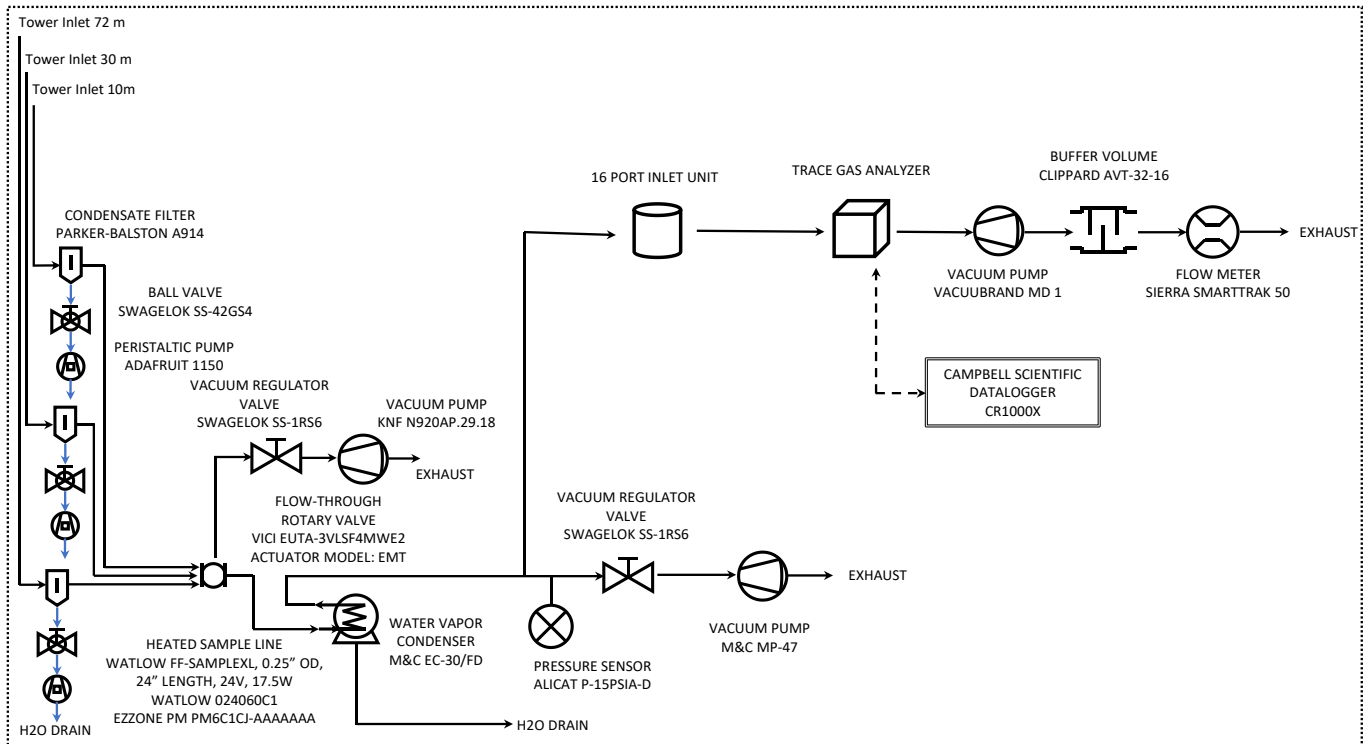 Tower Inlet 72 m
Tower Inlet 30 m
Tower Inlet 10m
CONDENSATE FILTER
PARKER-BALSTON A914
BALL VALVE
SWAGELOK SS-42GS4
PERISTALTIC PUMP
ADAFRUIT 1150
VACUUM REGULATOR
VALVE
SWAGELOK SS-1RS6
VACUUM PUMP
KNF N920AP.29.18
EXHAUST
FLOW-THROUGH
ROTARY VALVE
VICI EUTA-3VLSF4MWE2
ACTUATOR MODEL: EMT
HEATED SAMPLE LINE
WATLOW FF-SAMPLEXL, 0.25” OD,
24” LENGTH, 24V, 17.5W
WATLOW 024060C1
EZZONE PM PM6C1CJ-AAAAAAA
H2O DRAIN
WATER VAPOR
CONDENSER
M&C EC-30/FD
H2O DRAIN
PRESSURE SENSOR
ALICAT P-15PSIA-D
VACUUM REGULATOR
VALVE
SWAGELOK SS-1RS6
VACUUM PUMP
M&C MP-47
EXHAUST
16 PORT INLET UNIT
TRACE GAS ANALYZER
VACUUM PUMP
VACUUBRAND MD 1
BUFFER VOLUME
CLIPPARD AVT-32-16
FLOW METER
SIERRA SMARTTRAK 50
EXHAUST
CAMPBELL SCIENTIFIC
DATALOGGER
CR1000X